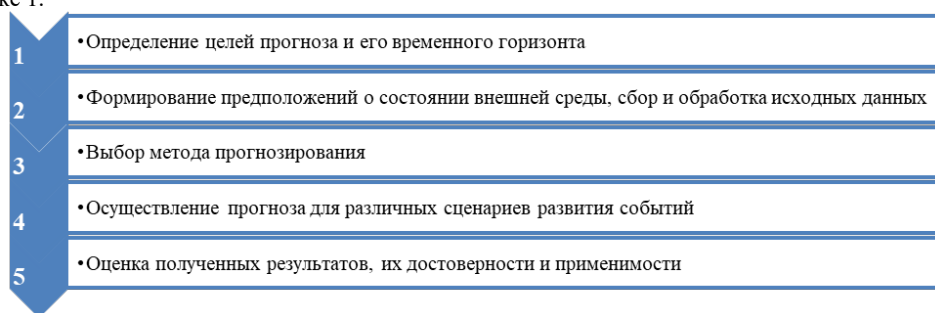 1
•Определение целей прогноза и его временного горизонта
2
•Формирование предположений о состоянии внешней среды, сбор и обработка исходных данных
3
•Выбор метода прогнозирования
4
•Осуществление прогноза для различных сценариев развития событий
5
•Оценка полученных результатов, их достоверности и применимости